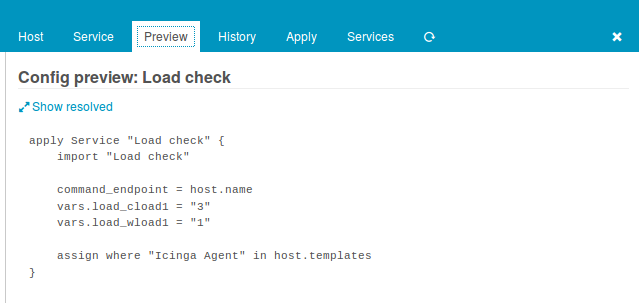 Host Service Preview History Apply Services
Config preview: Load check
Show resolved
apply Service "Load check" {
    import "Load check"

    command_endpoint = host.name
    vars.load_cload1 = "3"
    vars.load_wload1 = "1"

    assign where "Icinga Agent" in host.templates
}